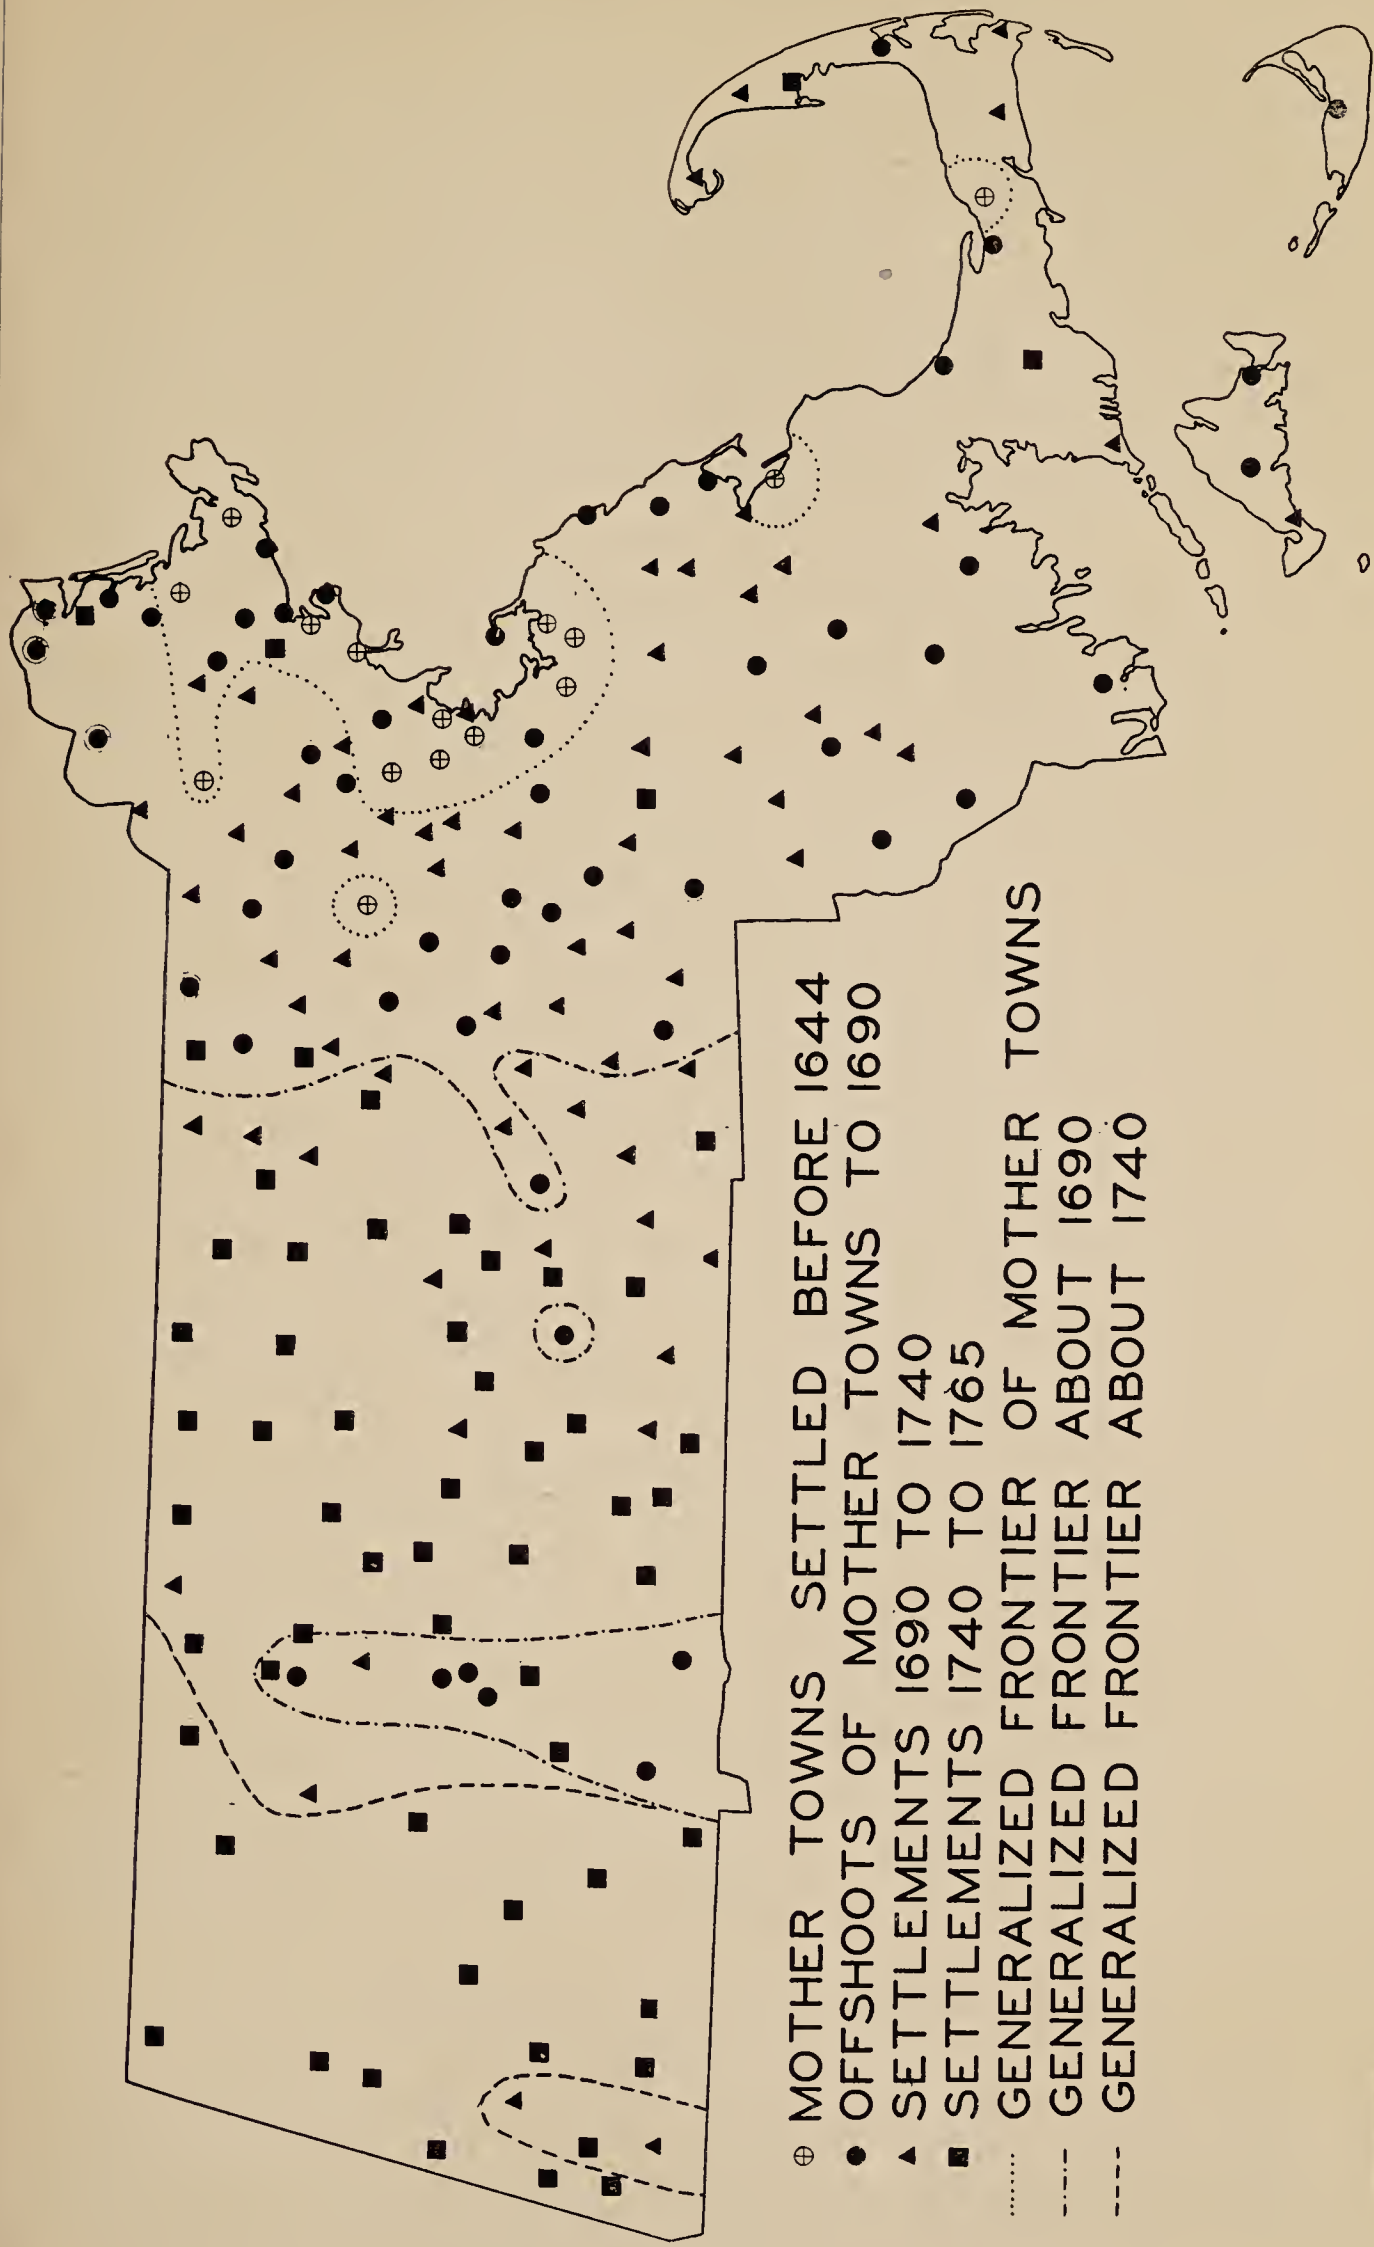 MOTHER TOWNS SETTLED BEFORE 1644
OFFSHOOTS OF MOTHER TOWNS TO 1690
SETTLEMENTS 1690 TO 1740
SETTLEMENTS 1740 TO 1765
GENERALIZED FRONTIER OF MOTHER TOWNS
GENERALIZED FRONTIER ABOUT 1690
GENERALIZED FRONTIER ABOUT 1740